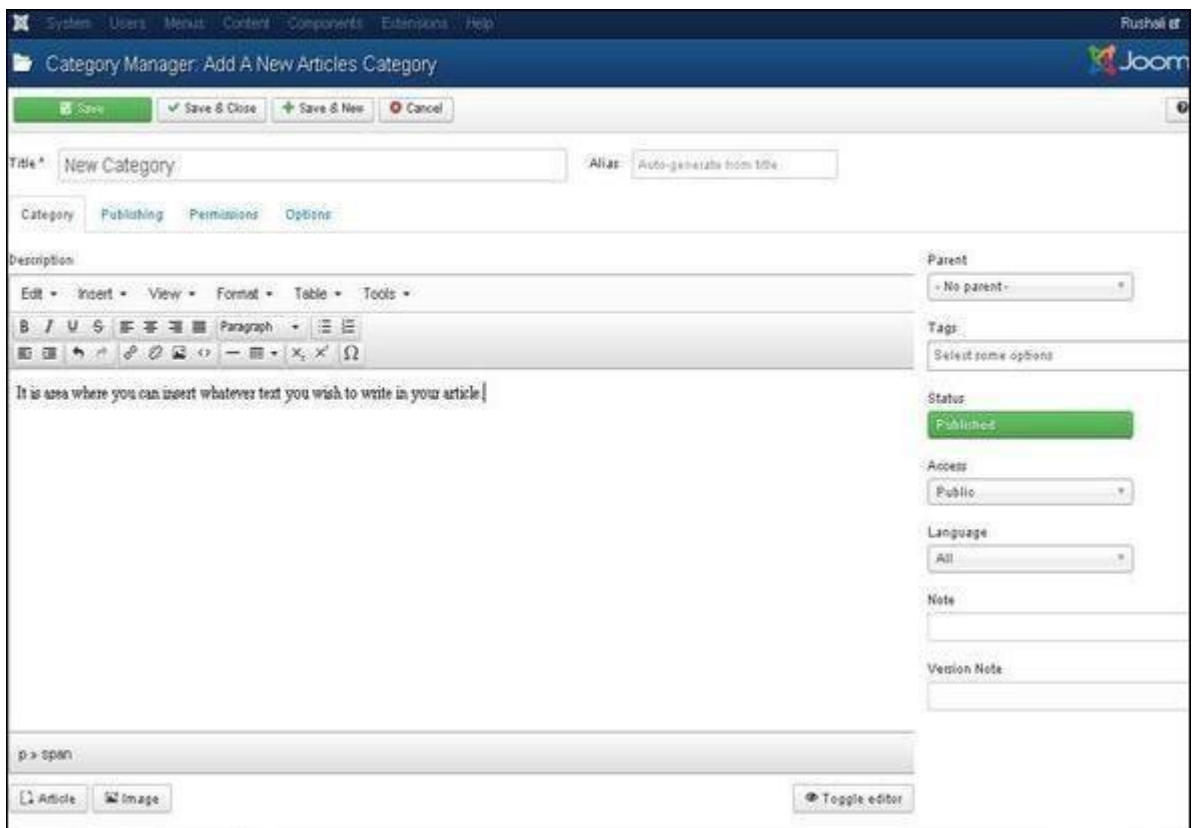 System Users Menus Content Components Extensions Help Rushali
Category Manager: Add A New Articles Category Joom
Save Save & Close Save & New Cancel
Title * New Category Alias Auto-generate from title
Category Publishing Permissions Options
Description Parent
Edit Insert View Format Table Tools - No parent -
B I U S Paragraph Tags
Select some options
It is area where you can insert whatever text you wish to write in your article Status
Published
Access
Public
Language
All
Note
Version Note
p » span
Article Image Toggle editor